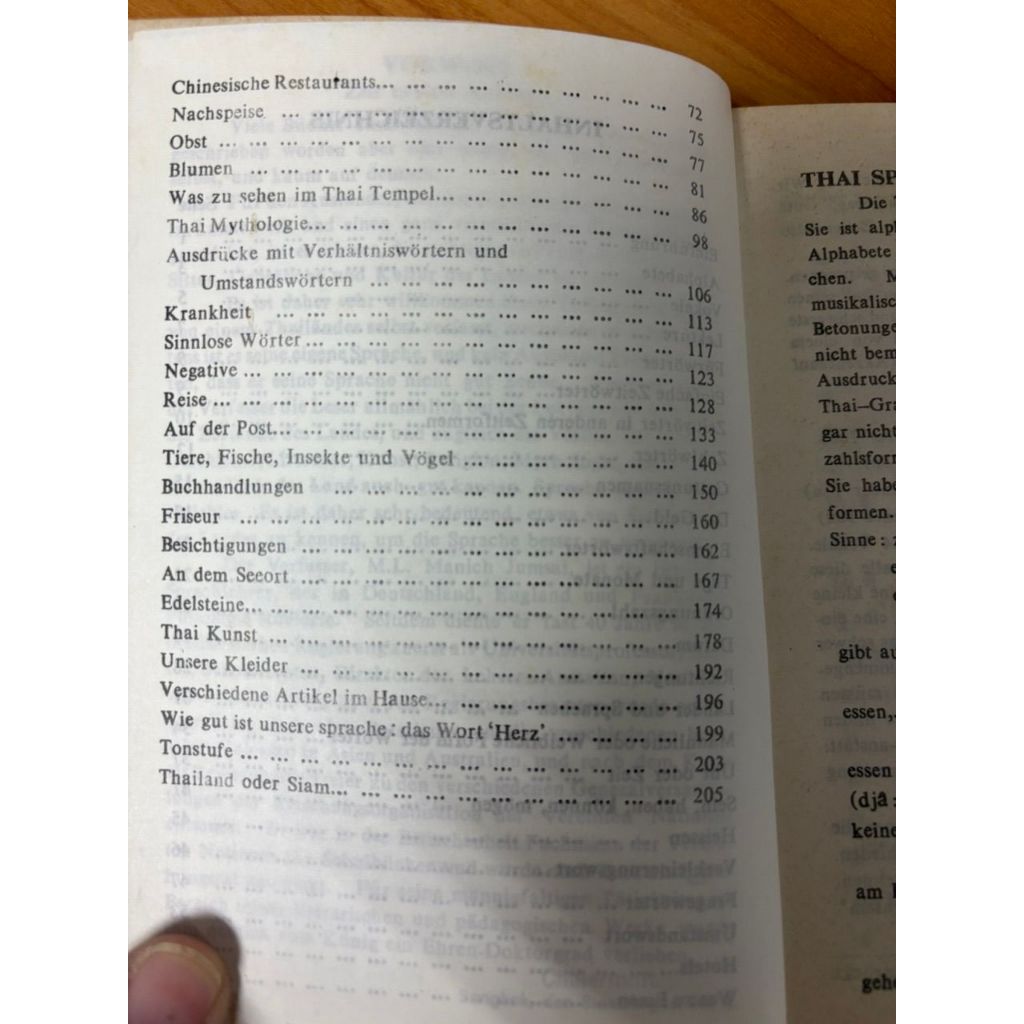 Chinesische Restaurants... ... ... ... ... ... ... ... ... ... 72
Nachspeise ... ... ... ... ... ... ... ... ... ... ... ... 75
Obst ... ... ... ... ... ... ... ... ... ... ... ... ... 77
Blumen ... ... ... ... ... ... ... ... ... ... ... ... ... 81
Was zu sehen im Thai Tempel... ... ... ... ... ... ... ... 86
Thai Mythologie... ... ... ... ... ... ... ... ... ... ... 98
Ausdrücke mit Verhältniswörtern und
Umstandswörtern ... ... ... ... ... ... ... ... ... ... 106
Krankheit ... ... ... ... ... ... ... ... ... ... ... ... 113
Sinnlose Wörter... ... ... ... ... ... ... ... ... ... ... 117
Negative ... ... ... ... ... ... ... ... ... ... ... ... ... 123
Reise ... ... ... ... ... ... ... ... ... ... ... ... ... 128
Auf der Post... ... ... ... ... ... ... ... ... ... ... ... 133
Tiere, Fische, Insekte und Vögel ... ... ... ... ... ... ... 140
Buchhandlungen ... ... ... ... ... ... ... ... ... ... ... 150
Friseur ... ... ... ... ... ... ... ... ... ... ... ... ... 160
Besichtigungen ... ... ... ... ... ... ... ... ... ... ... 162
An dem Seeort ... ... ... ... ... ... ... ... ... ... ... 167
Edelsteine... ... ... ... ... ... ... ... ... ... ... ... ... 174
Thai Kunst ... ... ... ... ... ... ... ... ... ... ... ... 178
Unsere Kleider ... ... ... ... ... ... ... ... ... ... ... 192
Verschiedene Artikel im Hause... ... ... ... ... ... ... ... 196
Wie gut ist unsere sprache : das Wort ‘Herz’ ... ... ... ... 199
Tonstufe ... ... ... ... ... ... ... ... ... ... ... ... ... 203
Thailand oder Siam... ... ... ... ... ... ... ... ... ... ... 205
THAI SP
Die
Sie ist alph
Alphabete
chen. M
musikalisc
Betonunge
nicht bem
Ausdruck
Thai–Gra
gar nicht
zahlsform
Sie habe
formen.
Sinne :
gibt au
essen,
essen
(djâ :
keine
am
gehe